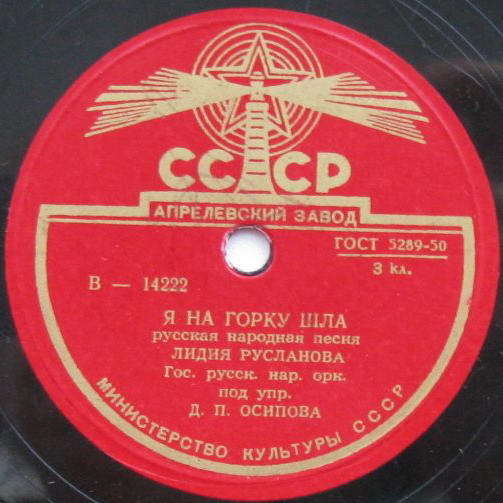 СССР
АПРЕЛЕВСКИЙ ЗАВОД
ГОСТ 5289-50
3 кл.
В — 14222
Я НА ГОРКУ ШЛА
русская народная песня
ЛИДИЯ РУСЛАНОВА
Гос. русск. нар. орк.
под упр.
Д. П. ОСИПОВА
МИНИСТЕРСТВО КУЛЬТУРЫ СССР